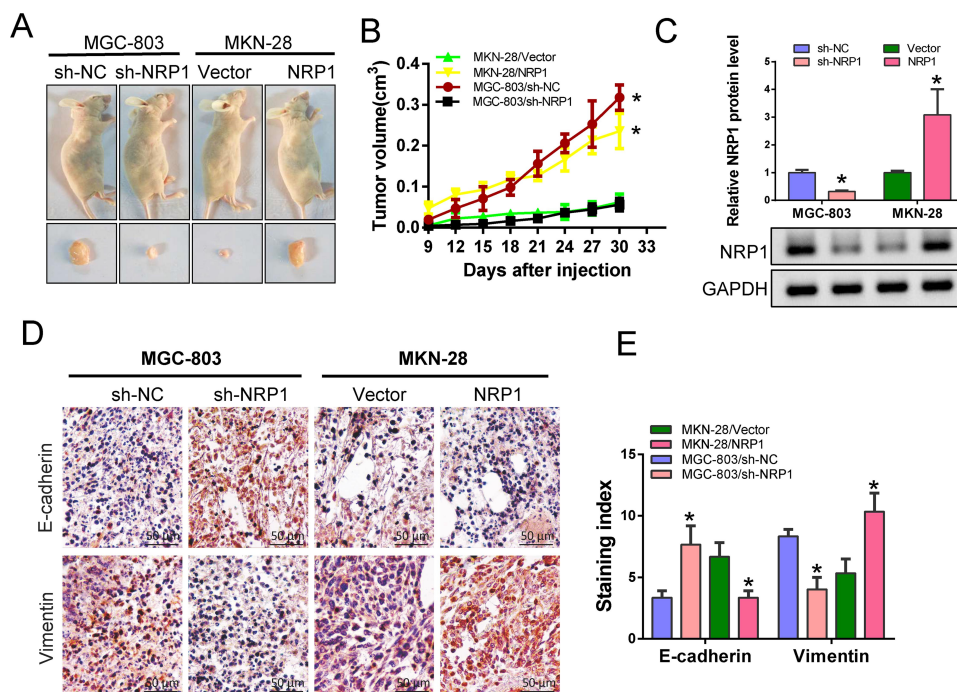 A
MGC-803 MKN-28
sh-NC sh-NRP1 Vector NRP1
B
MKN-28/Vector
MKN-28/NRP1
MGC-803/sh-NC
MGC-803/sh-NRP1
Tumor volume(cm³)
0.4
0.3
0.2
0.1
0.0
*
*
9 12 15 18 21 24 27 30 33
Days after injection
C
sh-NC Vector
sh-NRP1 NRP1
Relative NRP1 protein level
5
4
3
2
1
0
*
*
MGC-803 MKN-28
NRP1
GAPDH
D
MGC-803 MKN-28
sh-NC sh-NRP1 Vector NRP1
E-cadherin
50 μm 50 μm 50 μm 50 μm
Vimentin
50 μm 50 μm 50 μm 50 μm
E
MKN-28/Vector
MKN-28/NRP1
MGC-803/sh-NC
MGC-803/sh-NRP1
Staining index
15
10
5
0
* * * *
E-cadherin Vimentin